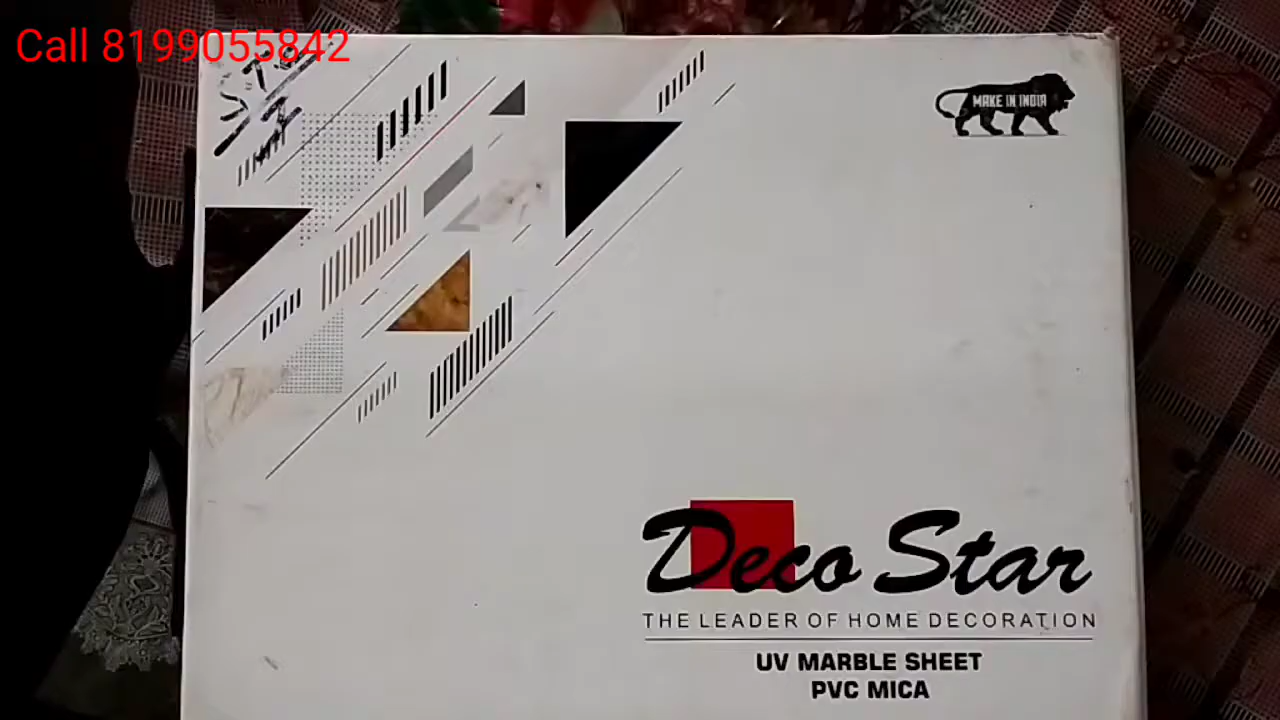 Call 8199055842
MAKE IN INDIA
Deco Star
THE LEADER OF HOME DECORATION
UV MARBLE SHEET
PVC MICA